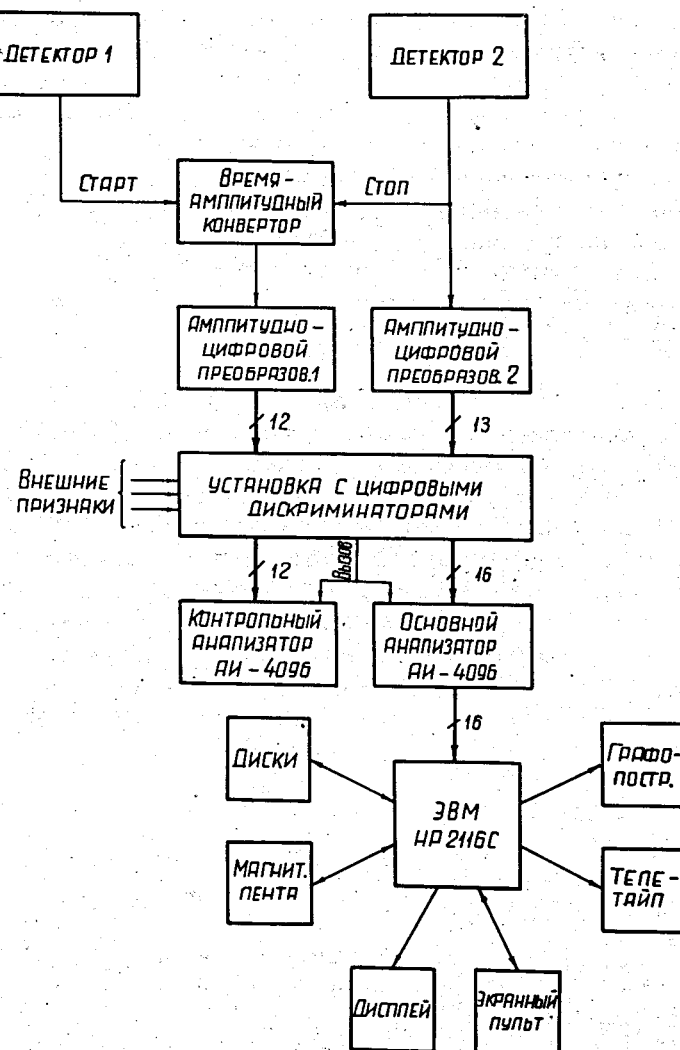 ДЕТЕКТОР 1
ДЕТЕКТОР 2
СТАРТ
ВРЕМЯ-
АМПЛИТУДНЫЙ
КОНВЕРТОР
СТОП
АМПЛИТУДНО-
ЦИФРОВОЙ
ПРЕОБРАЗОВ.1
АМПЛИТУДНО-
ЦИФРОВОЙ
ПРЕОБРАЗОВ.2
12
13
ВНЕШНИЕ
ПРИЗНАКИ
УСТАНОВКА С ЦИФРОВЫМИ
ДИСКРИМИНАТОРАМИ
12
Вызов
16
КОНТРОЛЬНЫЙ
АНАЛИЗАТОР
АИ-4096
ОСНОВНОЙ
АНАЛИЗАТОР
АИ-4096
16
ДИСКИ
ЭВМ
HP 2116C
ГРАФО-
ПОСТР.
МАГНИТ.
ЛЕНТА
ТЕЛЕ-
ТАЙП
ДИСПЛЕЙ
ЭКРАННЫЙ
ПУЛЬТ